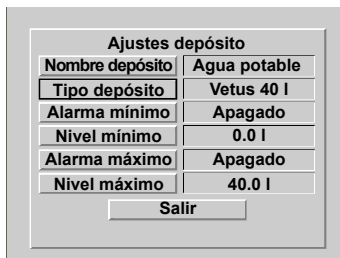 Ajustes depósito
Nombre depósito Agua potable
Tipo depósito Vetus 40 l
Alarma mínimo Apagado
Nivel mínimo 0.0 l
Alarma máximo Apagado
Nivel máximo 40.0 l
Salir